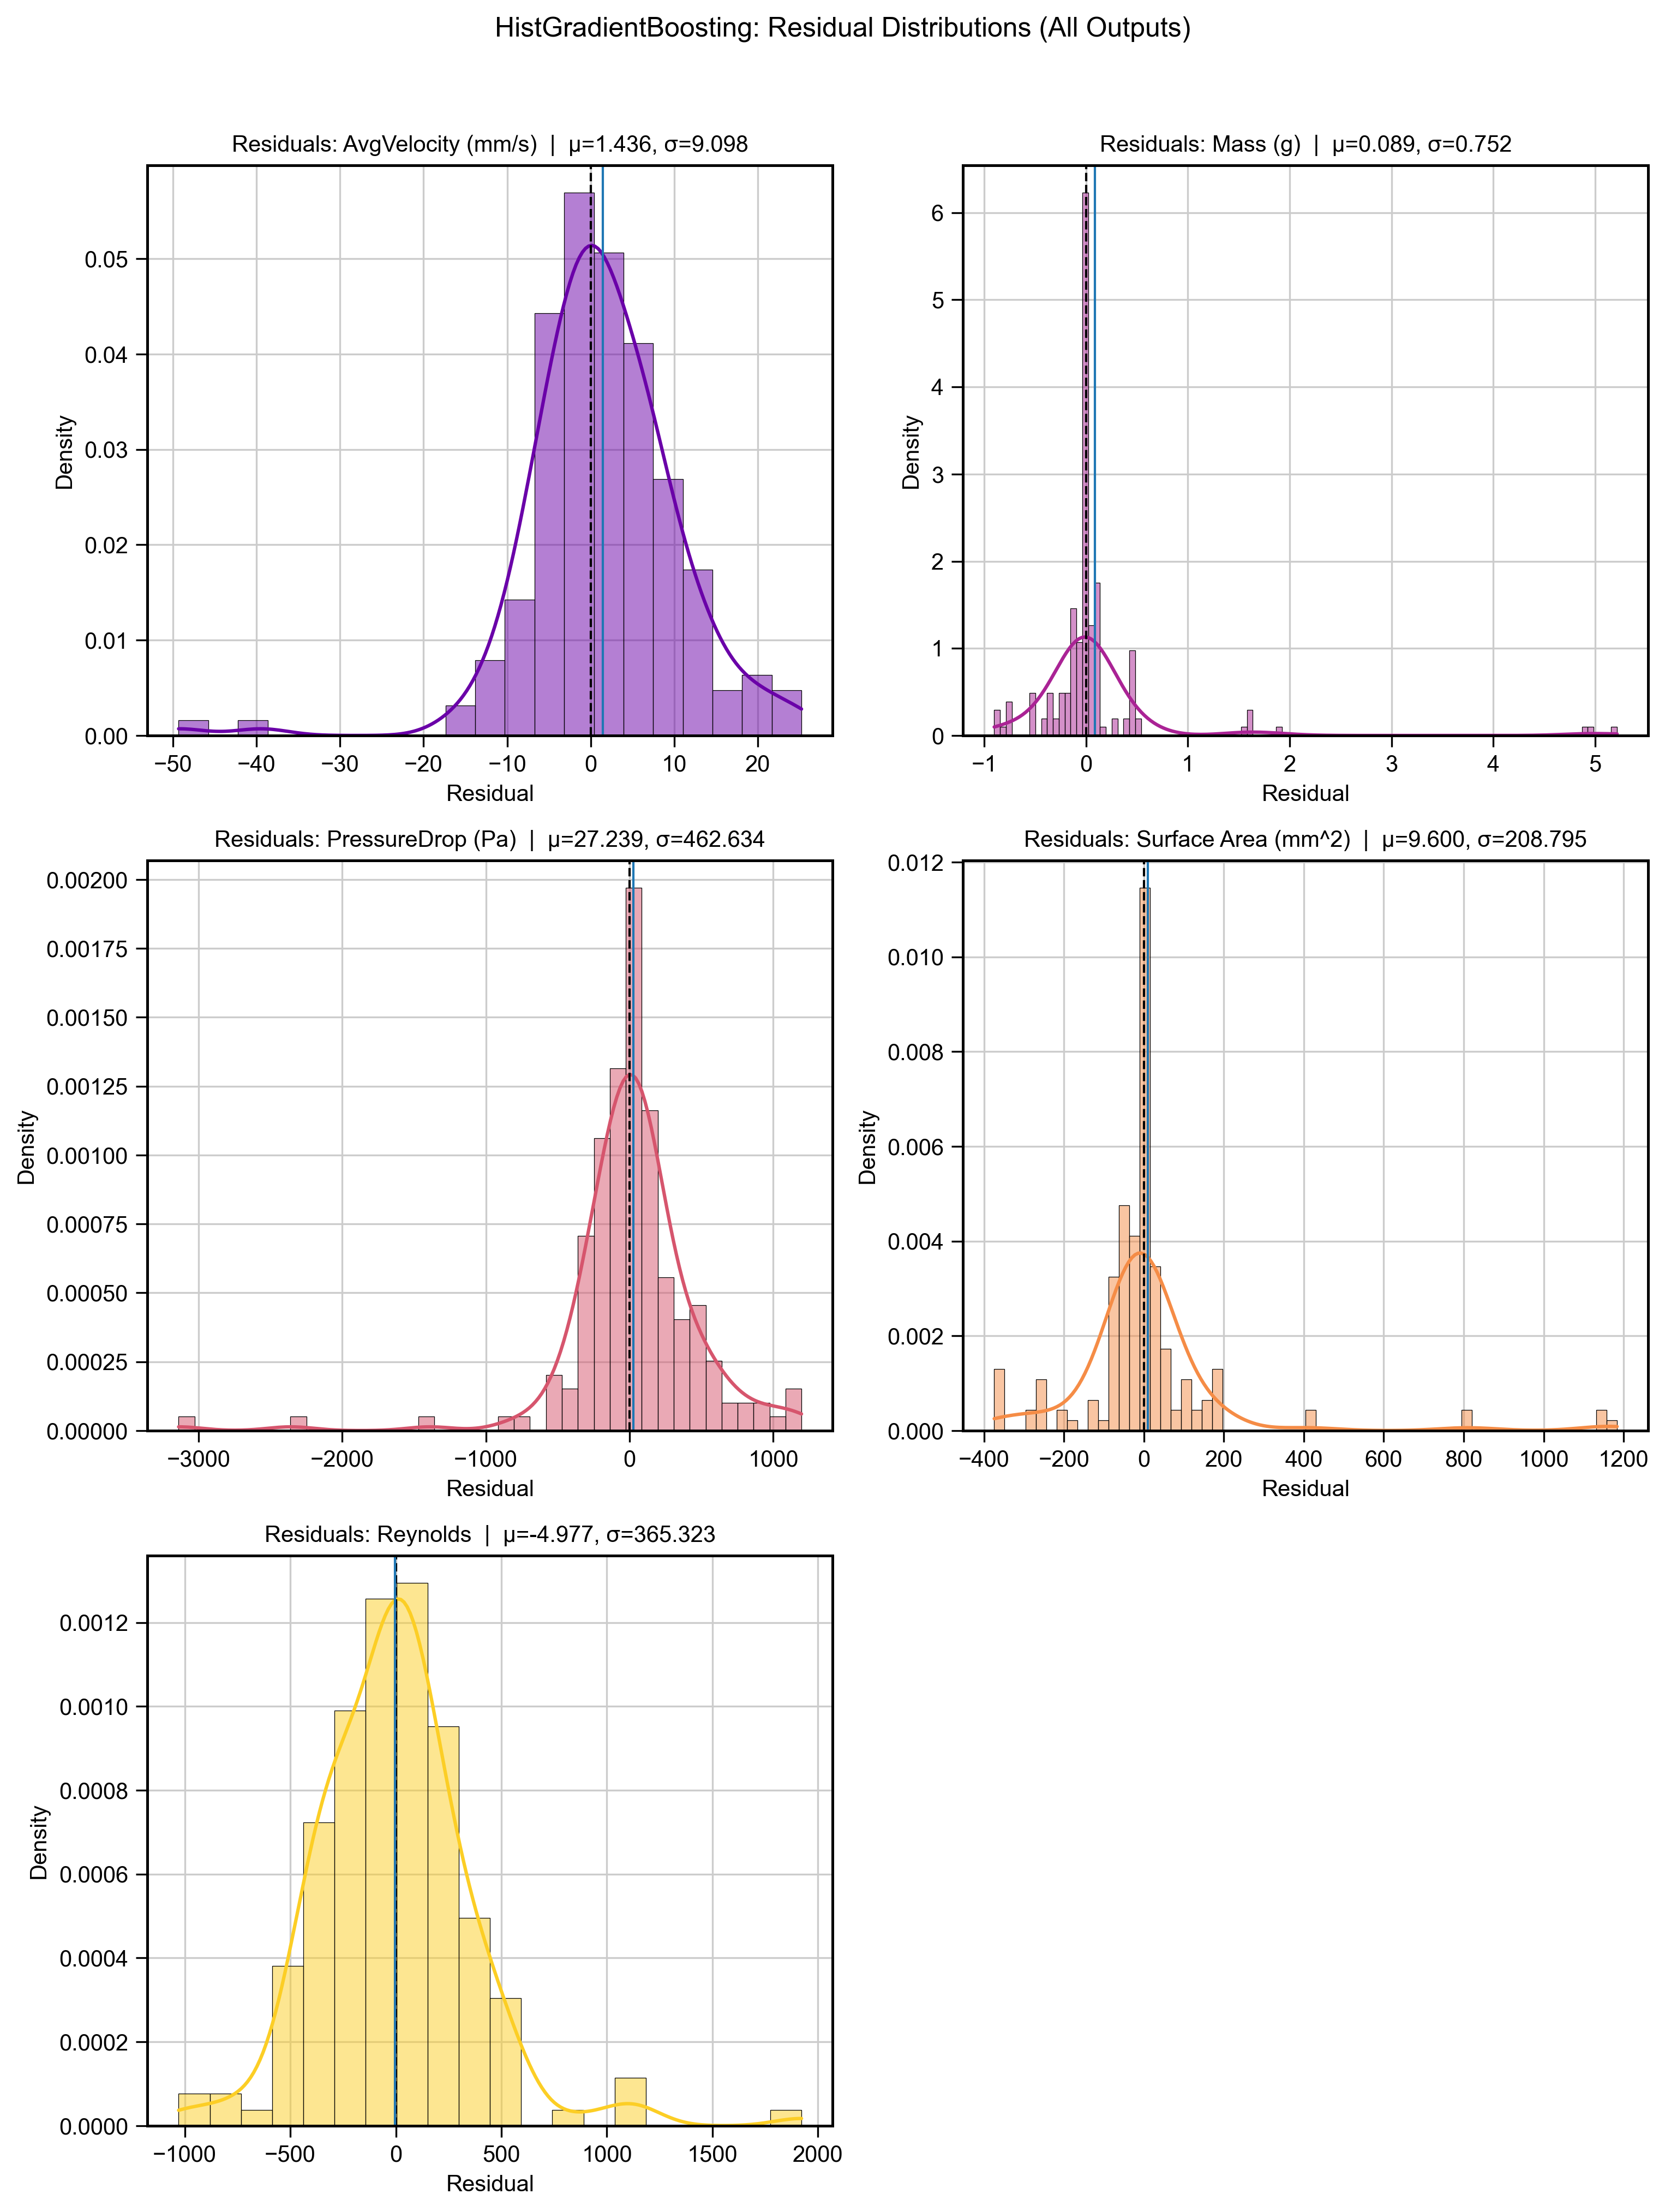 HistGradientBoosting: Residual Distributions (All Outputs)
Residuals: AvgVelocity (mm/s) | μ=1.436, σ=9.098
Density
0.05
0.04
0.03
0.02
0.01
0.00
−50 −40 −30 −20 −10 0 10 20
Residual
Residuals: Mass (g) | μ=0.089, σ=0.752
Density
6
5
4
3
2
1
0
−1 0 1 2 3 4 5
Residual
Residuals: PressureDrop (Pa) | μ=27.239, σ=462.634
Density
0.00200
0.00175
0.00150
0.00125
0.00100
0.00075
0.00050
0.00025
0.00000
−3000 −2000 −1000 0 1000
Residual
Residuals: Surface Area (mm^2) | μ=9.600, σ=208.795
Density
0.012
0.010
0.008
0.006
0.004
0.002
0.000
−400 −200 0 200 400 600 800 1000 1200
Residual
Residuals: Reynolds | μ=-4.977, σ=365.323
Density
0.0012
0.0010
0.0008
0.0006
0.0004
0.0002
0.0000
−1000 −500 0 500 1000 1500 2000
Residual